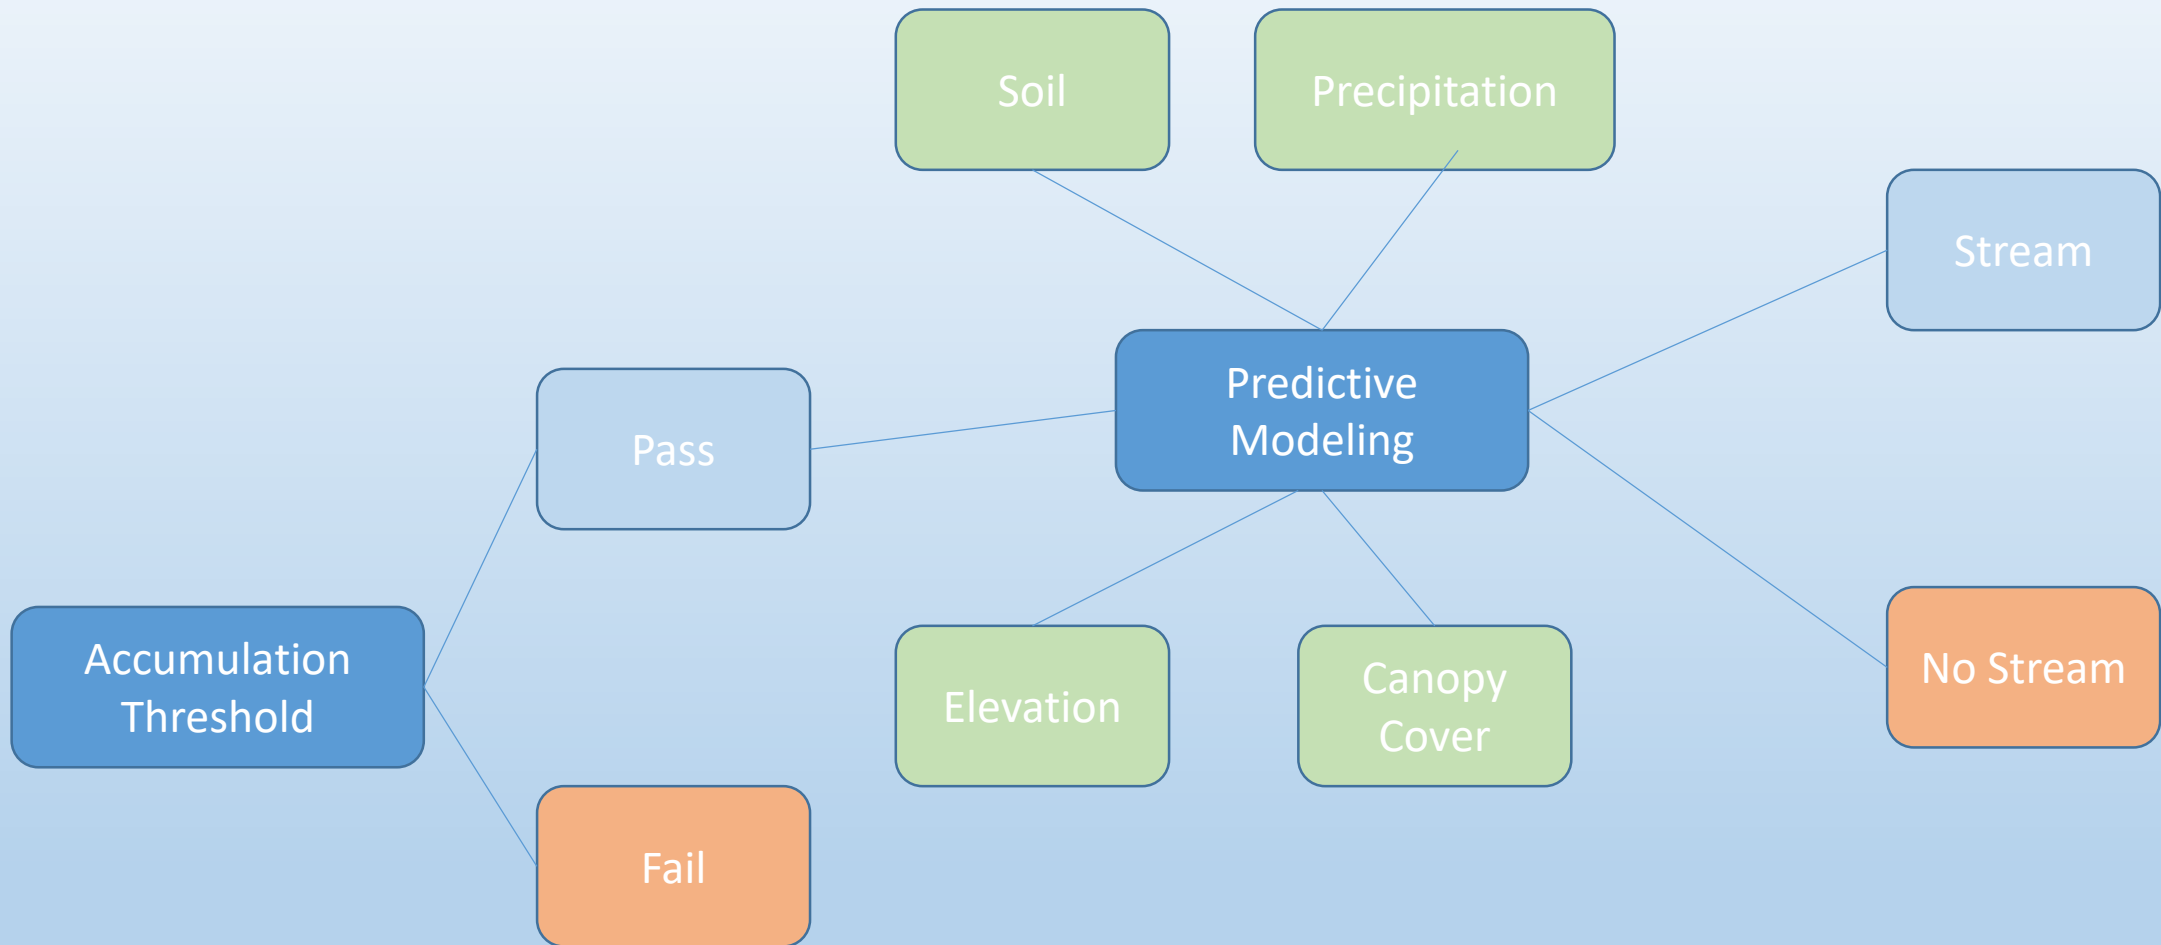 Soil
Precipitation
Stream
Predictive
Modeling
Pass
Accumulation
Threshold
Elevation
Canopy
Cover
No Stream
Fail